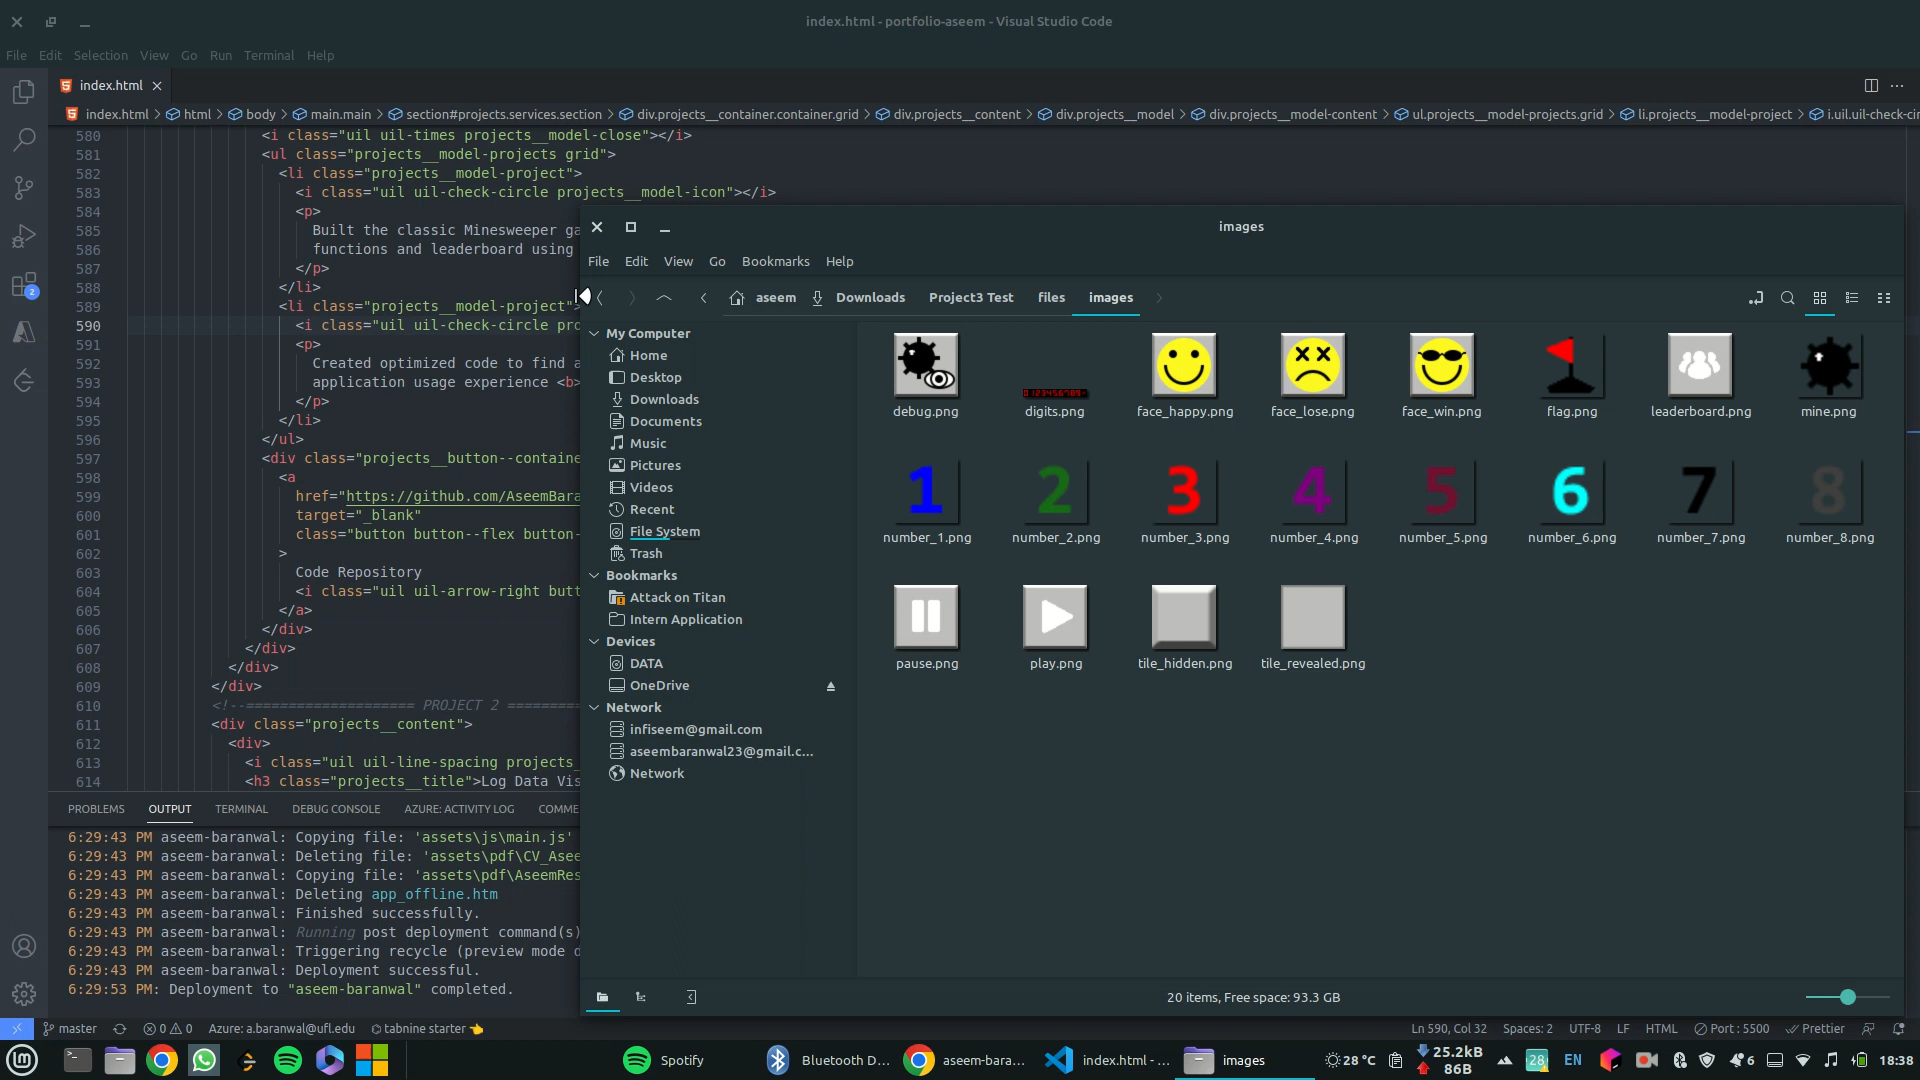 index.html - portfolio-aseem - Visual Studio Code
File Edit Selection View Go Run Terminal Help
index.html
index.html > html > body > main.main > section#projects.services.section > div.projects__container.container.grid > div.projects__content > div.projects__model > div.projects__model-content > ul.projects__model-projects.grid > li.projects__model-project > i.uil.uil-check-cir
580 <i class="uil uil-times projects__model-close"></i>
581 <ul class="projects__model-projects grid">
582 <li class="projects__model-project">
583 <i class="uil uil-check-circle projects__model-icon"></i>
584 <p>
585 Built the classic Minesweeper ga
586 functions and leaderboard using
587 </p>
588 </li>
589 <li class="projects__model-project"
590 <i class="uil uil-check-circle pro
591 <p>
592 Created optimized code to find a
593 application usage experience <b>
594 </p>
595 </li>
596 </ul>
597 <div class="projects__button--containe
598 <a
599 href="https://github.com/AseemBara
600 target="_blank"
601 class="button button--flex button-
602 >
603 Code Repository
604 <i class="uil uil-arrow-right butt
605 </a>
606 </div>
607 </div>
608 </div>
609 </div>
610 <!--==================== PROJECT 2 =========
611 <div class="projects__content">
612 <div>
613 <i class="uil uil-line-spacing projects_
614 <h3 class="projects__title">Log Data Vis
PROBLEMS OUTPUT TERMINAL DEBUG CONSOLE AZURE: ACTIVITY LOG COMME
6:29:43 PM aseem-baranwal: Copying file: 'assets\js\main.js'
6:29:43 PM aseem-baranwal: Deleting file: 'assets\pdf\CV_Asee
6:29:43 PM aseem-baranwal: Copying file: 'assets\pdf\AseemRes
6:29:43 PM aseem-baranwal: Deleting app_offline.htm
6:29:43 PM aseem-baranwal: Finished successfully.
6:29:43 PM aseem-baranwal: Running post deployment command(s)
6:29:43 PM aseem-baranwal: Triggering recycle (preview mode d
6:29:43 PM aseem-baranwal: Deployment successful.
6:29:53 PM: Deployment to "aseem-baranwal" completed.
images
File Edit View Go Bookmarks Help
aseem Downloads Project3 Test files images
My Computer
Home
Desktop
Downloads
Documents
Music
Pictures
Videos
Recent
File System
Trash
Bookmarks
Attack on Titan
Intern Application
Devices
DATA
OneDrive
Network
infiseem@gmail.com
aseembaranwal23@gmail.c...
Network
0123456789-
debug.png digits.png face_happy.png face_lose.png face_win.png flag.png leaderboard.png mine.png
1 2 3 4 5 6 7 8
number_1.png number_2.png number_3.png number_4.png number_5.png number_6.png number_7.png number_8.png
pause.png play.png tile_hidden.png tile_revealed.png
20 items, Free space: 93.3 GB
master 0 0 Azure: a.baranwal@ufl.edu tabnine starter Ln 590, Col 32 Spaces: 2 UTF-8 LF HTML Port : 5500 Prettier
2
Spotify Bluetooth D... aseem-bara... index.html -... images 28 °C 25.2kB 86B 28 EN 6 18:38